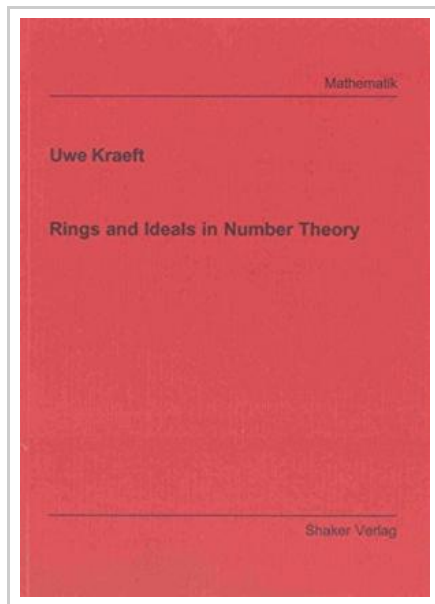 Mathematik
Uwe Kraeft
Rings and Ideals in Number Theory
Shaker Verlag